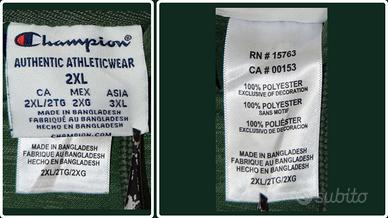 Champion
AUTHENTIC ATHLETICWEAR
2XL
CA MEX ASIA
2XL/2TG 2XG 3XL
MADE IN BANGLADESH
FABRIQUÉ AU BANGLADESH
HECHO EN BANGLADESH
CHAMPION.COM
MADE IN BANGLADESH
FABRIQUE AU BANGLADESH
HECHO EN BANGLADESH
2XL/2TG/2XG
RN # 15763
CA # 00153
100% POLYESTER
EXCLUSIVE OF DECORATION
100% POLYESTER
SANS MOTIF
100% POLIÉSTER
EXCLUSIVO DE DECORACIÓN
MADE IN BANGLADESH
FABRIQUE AU BANGLADESH
HECHO EN BANGLADESH
2XL/2TG/2XG
subito